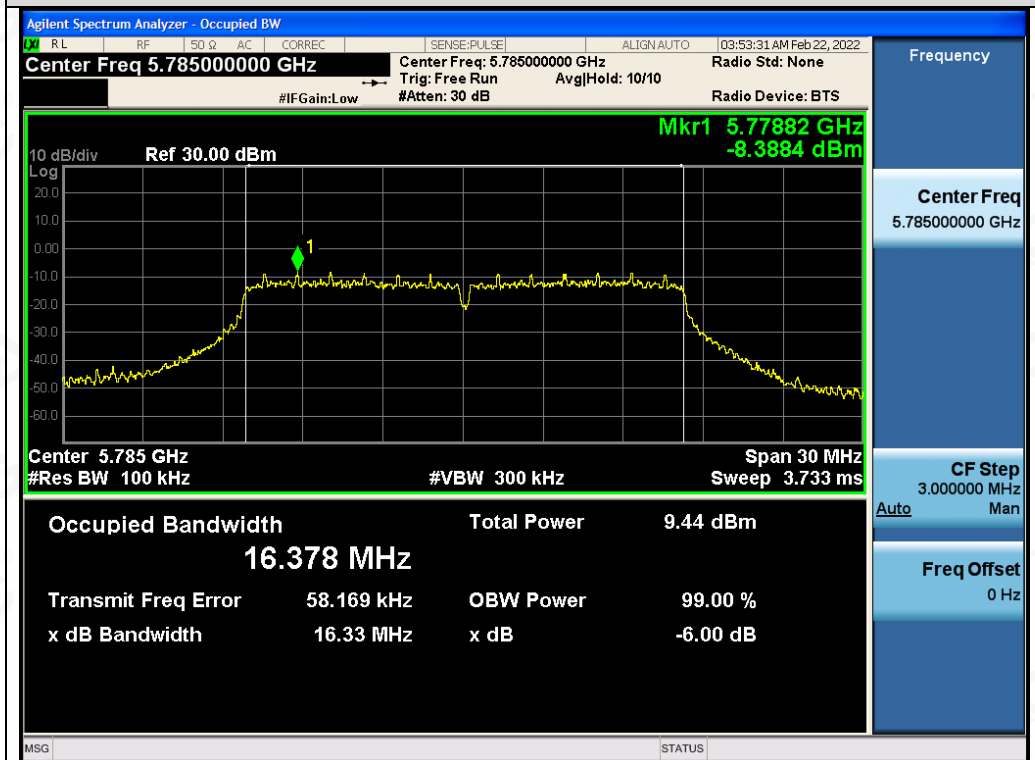 Agilent Spectrum Analyzer - Occupied BW
LXI RL RF 50 Ω AC CORREC SENSE:PULSE ALIGN AUTO 03:53:31 AM Feb 22, 2022
Center Freq 5.785000000 GHz
Center Freq: 5.785000000 GHz
Radio Std: None
Trig: Free Run Avg|Hold: 10/10
#IFGain:Low
#Atten: 30 dB
Radio Device: BTS
Frequency
Mkr1 5.77882 GHz
-8.3884 dBm
10 dB/div Ref 30.00 dBm
Log
20.0
10.0
0.00
-10.0
-20.0
-30.0
-40.0
-50.0
-60.0
1
Center 5.785 GHz Span 30 MHz
#Res BW 100 kHz #VBW 300 kHz Sweep 3.733 ms
Center Freq
5.785000000 GHz
CF Step
3.000000 MHz
Auto Man
Freq Offset
0 Hz
Occupied Bandwidth Total Power 9.44 dBm
16.378 MHz
Transmit Freq Error 58.169 kHz OBW Power 99.00 %
x dB Bandwidth 16.33 MHz x dB -6.00 dB
MSG STATUS